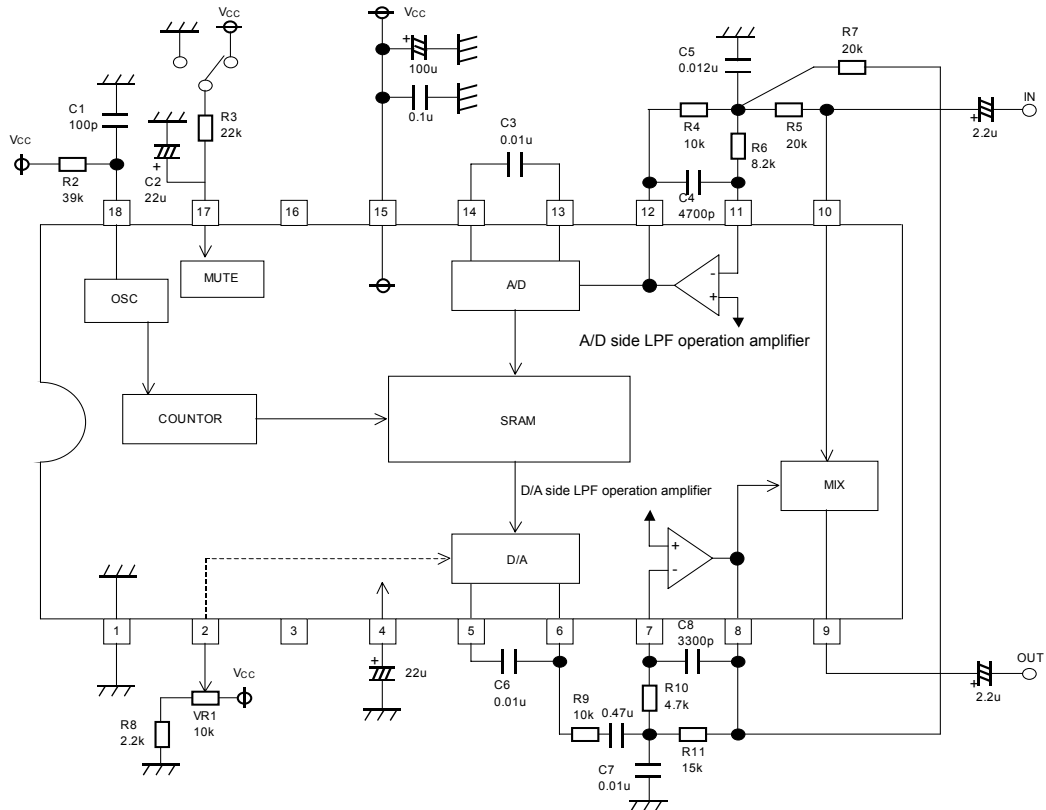 VCC
VCC
C5
0.012u
R7
20k
100u
IN
C1
100p
R3
22k
C3
0.01u
R4
10k
R5
20k
+
2.2u
VCC
0.1u
R6
8.2k
R2
39k
+
C2
22u
C4
4700p
18
17
16
15
14
13
12
11
10
OSC
MUTE
A/D
-
+
A/D side LPF operation amplifier
COUNTOR
SRAM
D/A side LPF operation amplifier
MIX
D/A
+
-
1
2
3
4
5
6
7
8
9
C8
3300p
+
22u
OUT
VCC
C6
0.01u
R10
4.7k
+
2.2u
R8
2.2k
VR1
10k
R9
10k
0.47u
R11
15k
C7
0.01u